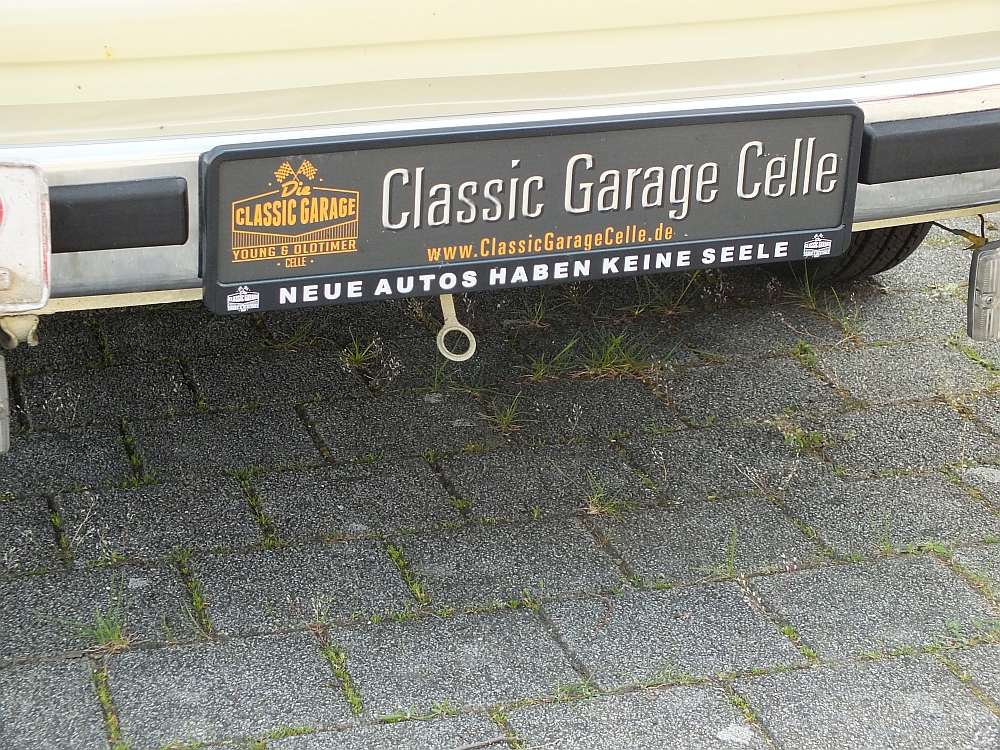 Die
CLASSIC GARAGE
YOUNG & OLDTIMER
CELLE
Classic Garage Celle
www.ClassicGarageCelle.de
NEUE AUTOS HABEN KEINE SEELE